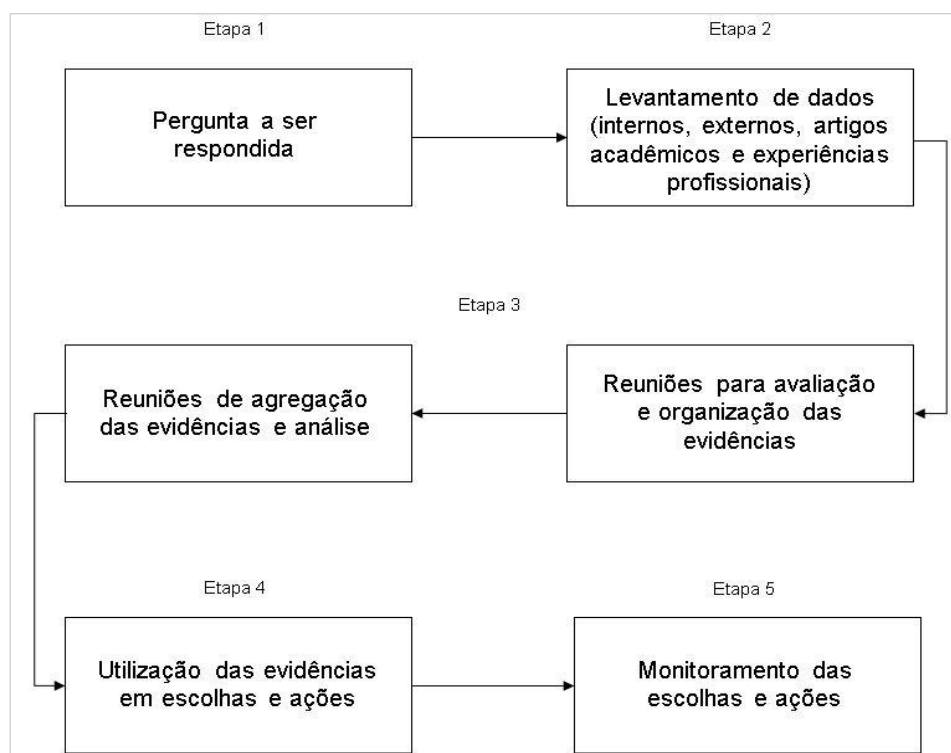 Etapa 1
Etapa 2
Pergunta a ser
respondida
Levantamento de dados
(internos, externos, artigos
acadêmicos e experiências
profissionais)
Etapa 3
Reuniões de agregação
das evidências e análise
Reuniões para avaliação
e organização das
evidências
Etapa 4
Etapa 5
Utilização das evidências
em escolhas e ações
Monitoramento das
escolhas e ações